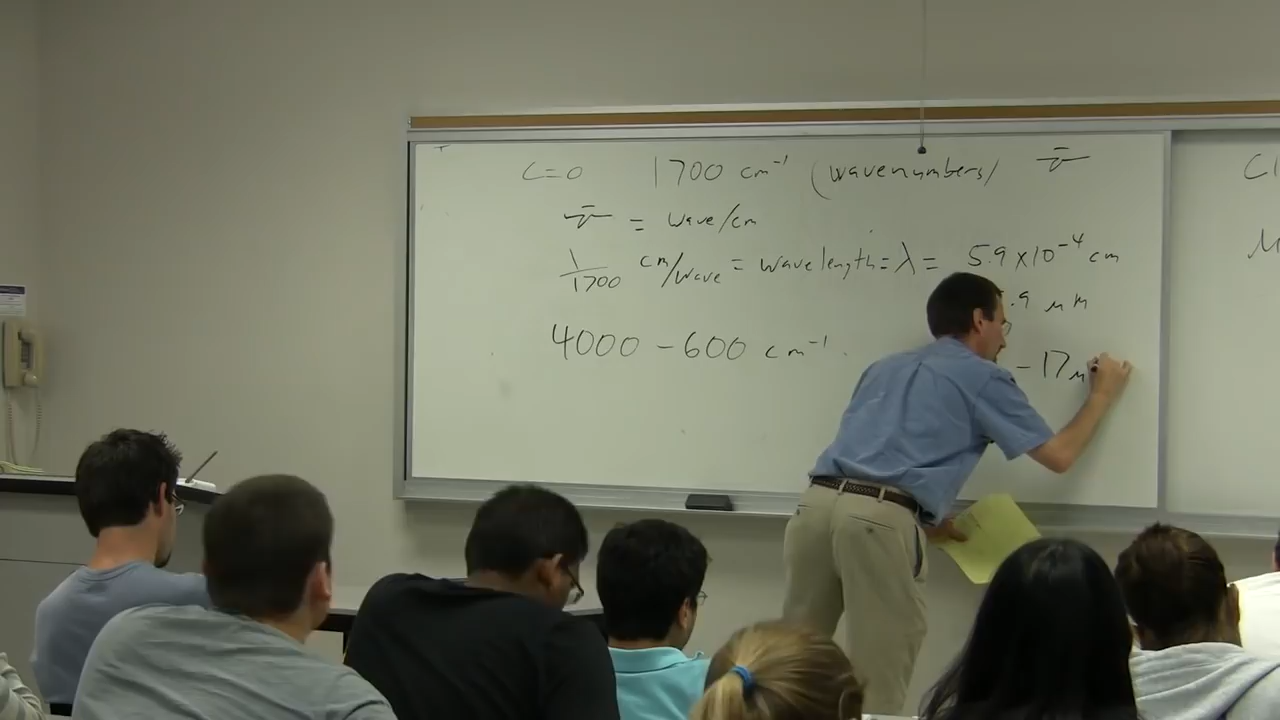 C=O 1700 cm⁻¹ (wavenumbers) ν̅
ν̅ = wave/cm
1/1700 cm/wave = wavelength = λ = 5.9 x 10⁻⁴ cm
.9 μm
4000 - 600 cm⁻¹
- 17 μ